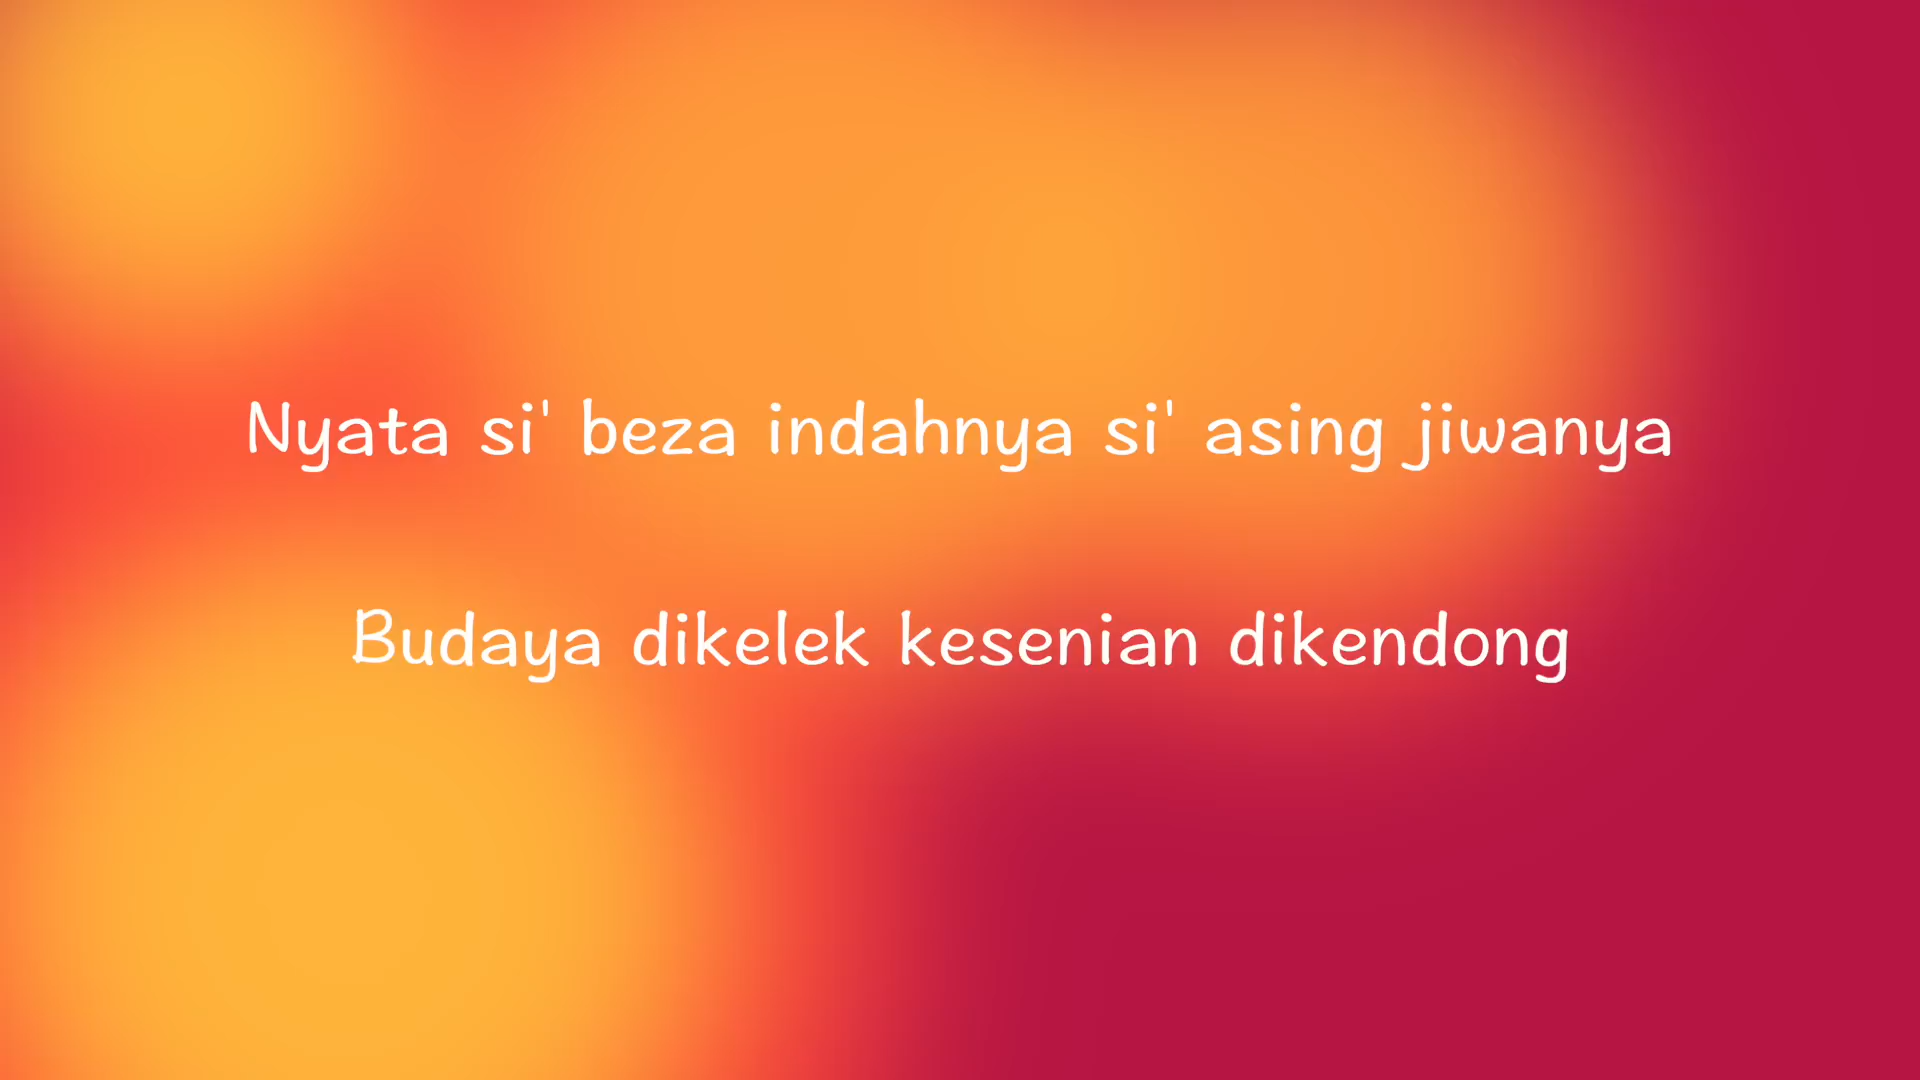 Nyata si' beza indahnya si' asing jiwanya
Budaya dikelek kesenian dikendong